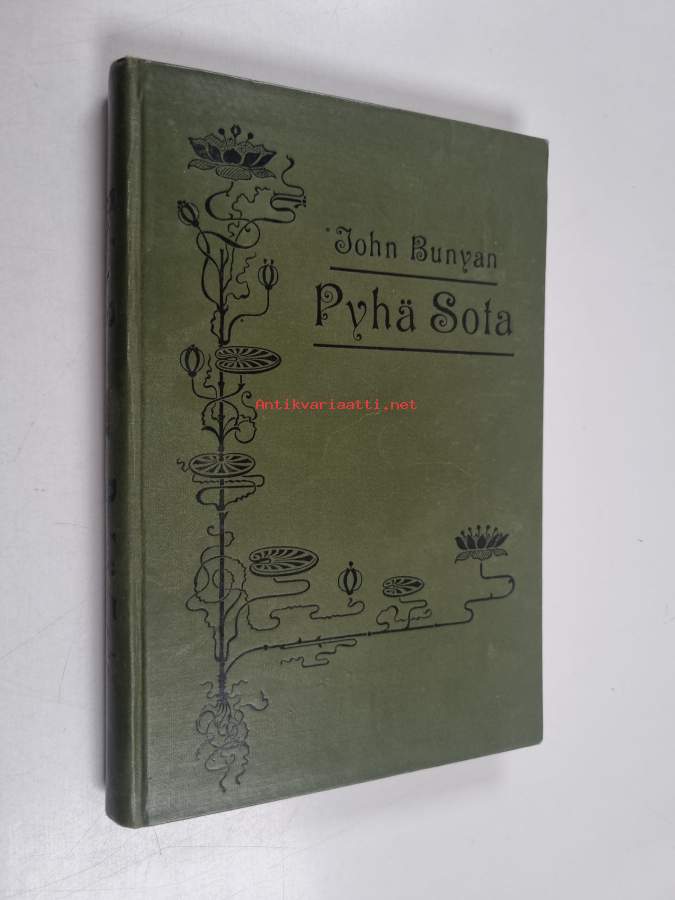 John Bunyan
Pyhä Sota
Antikvariaatti.net